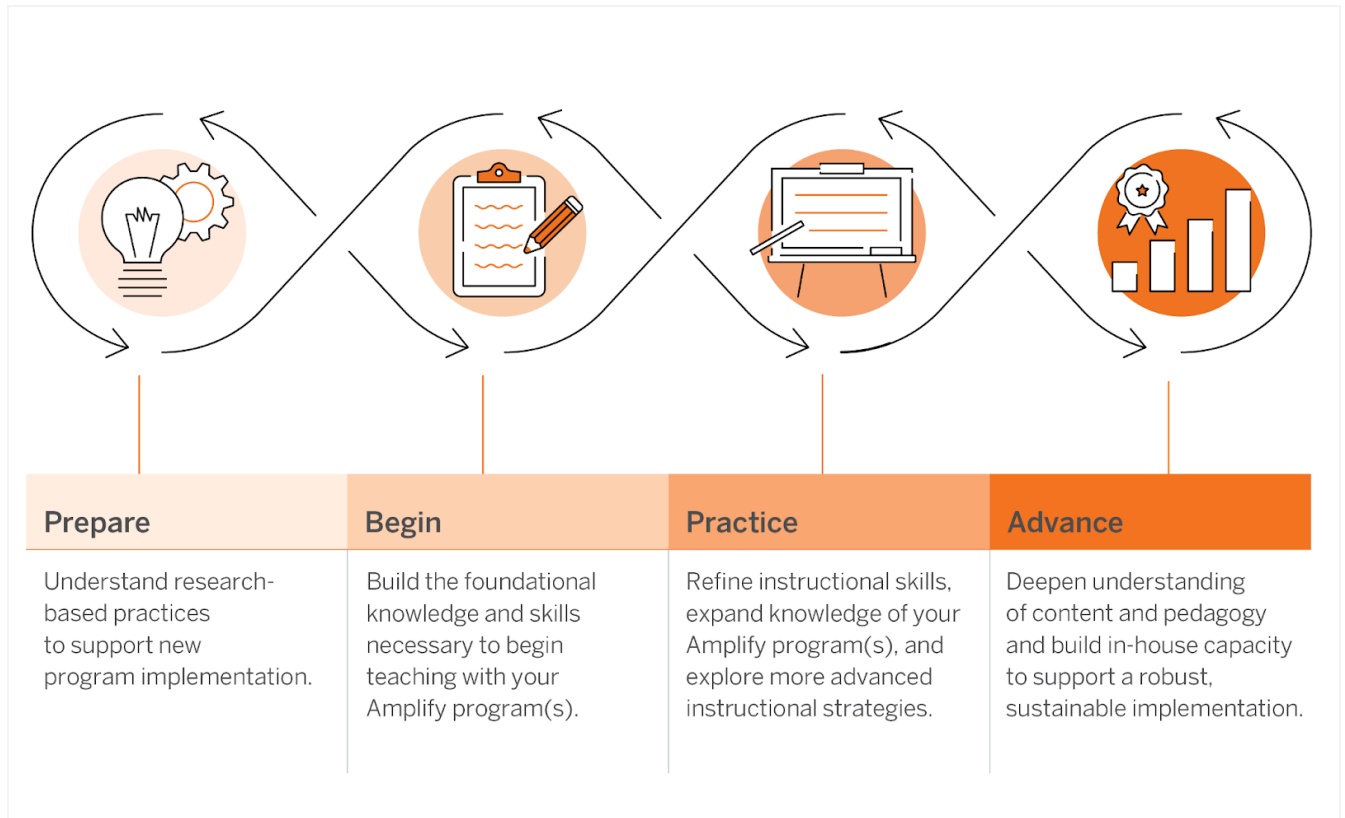 Prepare
Understand research-
based practices
to support new
program implementation.
Begin
Build the foundational
knowledge and skills
necessary to begin
teaching with your
Amplify program(s).
Practice
Refine instructional skills,
expand knowledge of your
Amplify program(s), and
explore more advanced
instructional strategies.
Advance
Deepen understanding
of content and pedagogy
and build in-house capacity
to support a robust,
sustainable implementation.